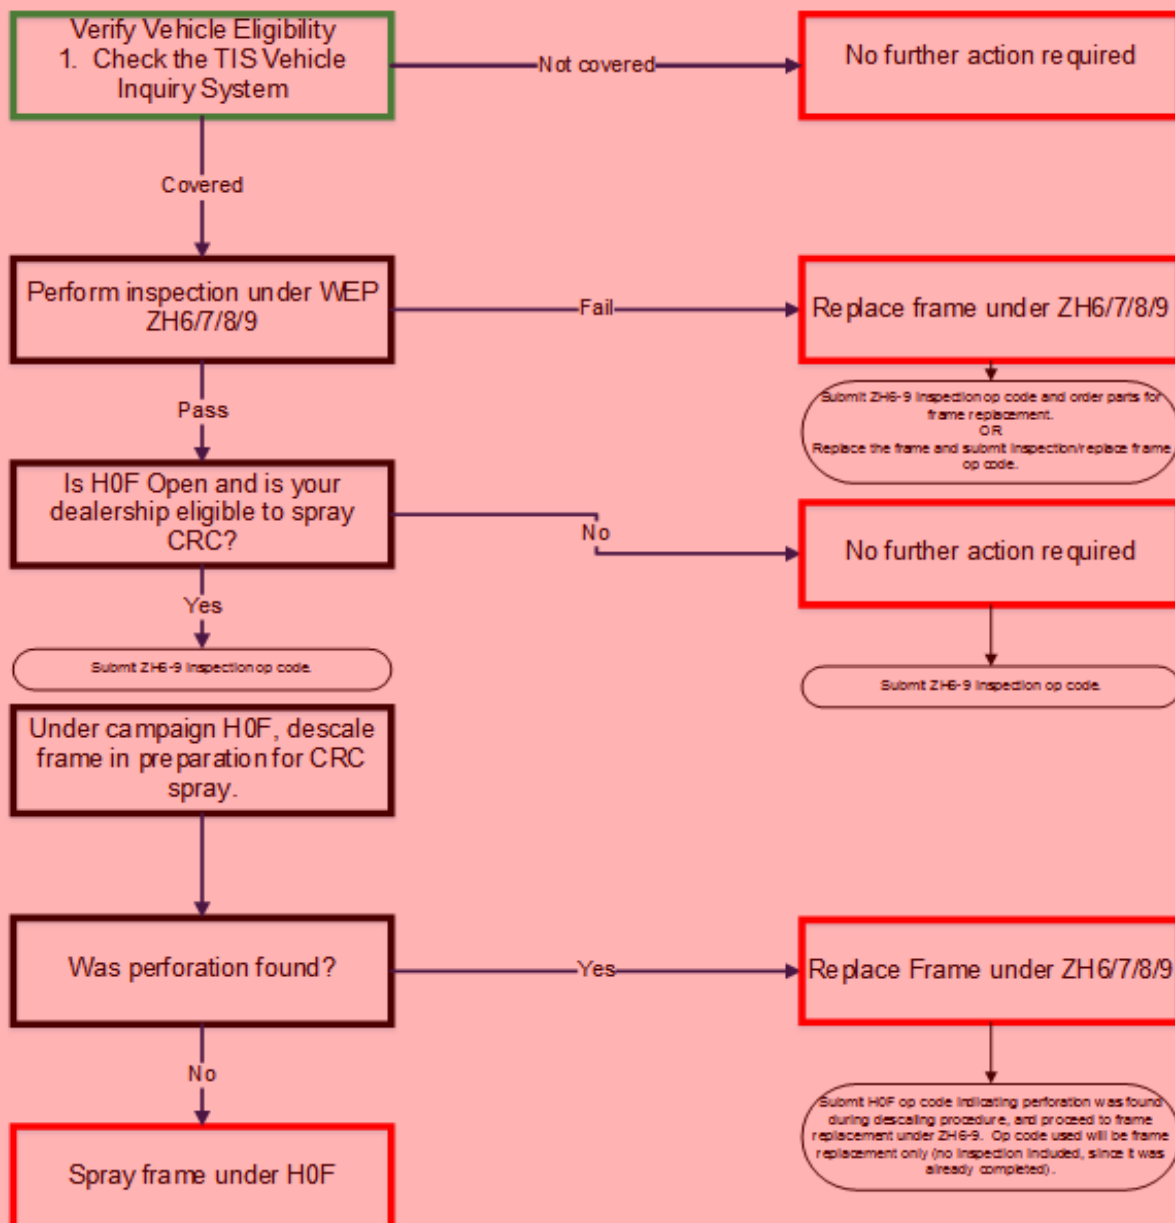 Verify Vehicle Eligibility
1. Check the TIS Vehicle
Inquiry System
Not covered
No further action required
Covered
Perform inspection under WEP
ZH6/7/8/9
Fail
Replace frame under ZH6/7/8/9
Submit ZH6-9 Inspection op code and order parts for
frame replacement.
OR
Replace the frame and submit Inspection/replace frame
op code.
Pass
Is H0F Open and is your
dealership eligible to spray
CRC?
No
No further action required
Yes
Submit ZH6-9 Inspection op code.
Submit ZH6-9 Inspection op code.
Under campaign H0F, descale
frame in preparation for CRC
spray.
Was perforation found?
Yes
Replace Frame under ZH6/7/8/9
No
Submit H0F op code Indicating perforation was found
during descaling procedure, and proceed to frame
replacement under ZH6-9. Op code used will be frame
replacement only (no Inspection Included, since it was
already completed).
Spray frame under H0F